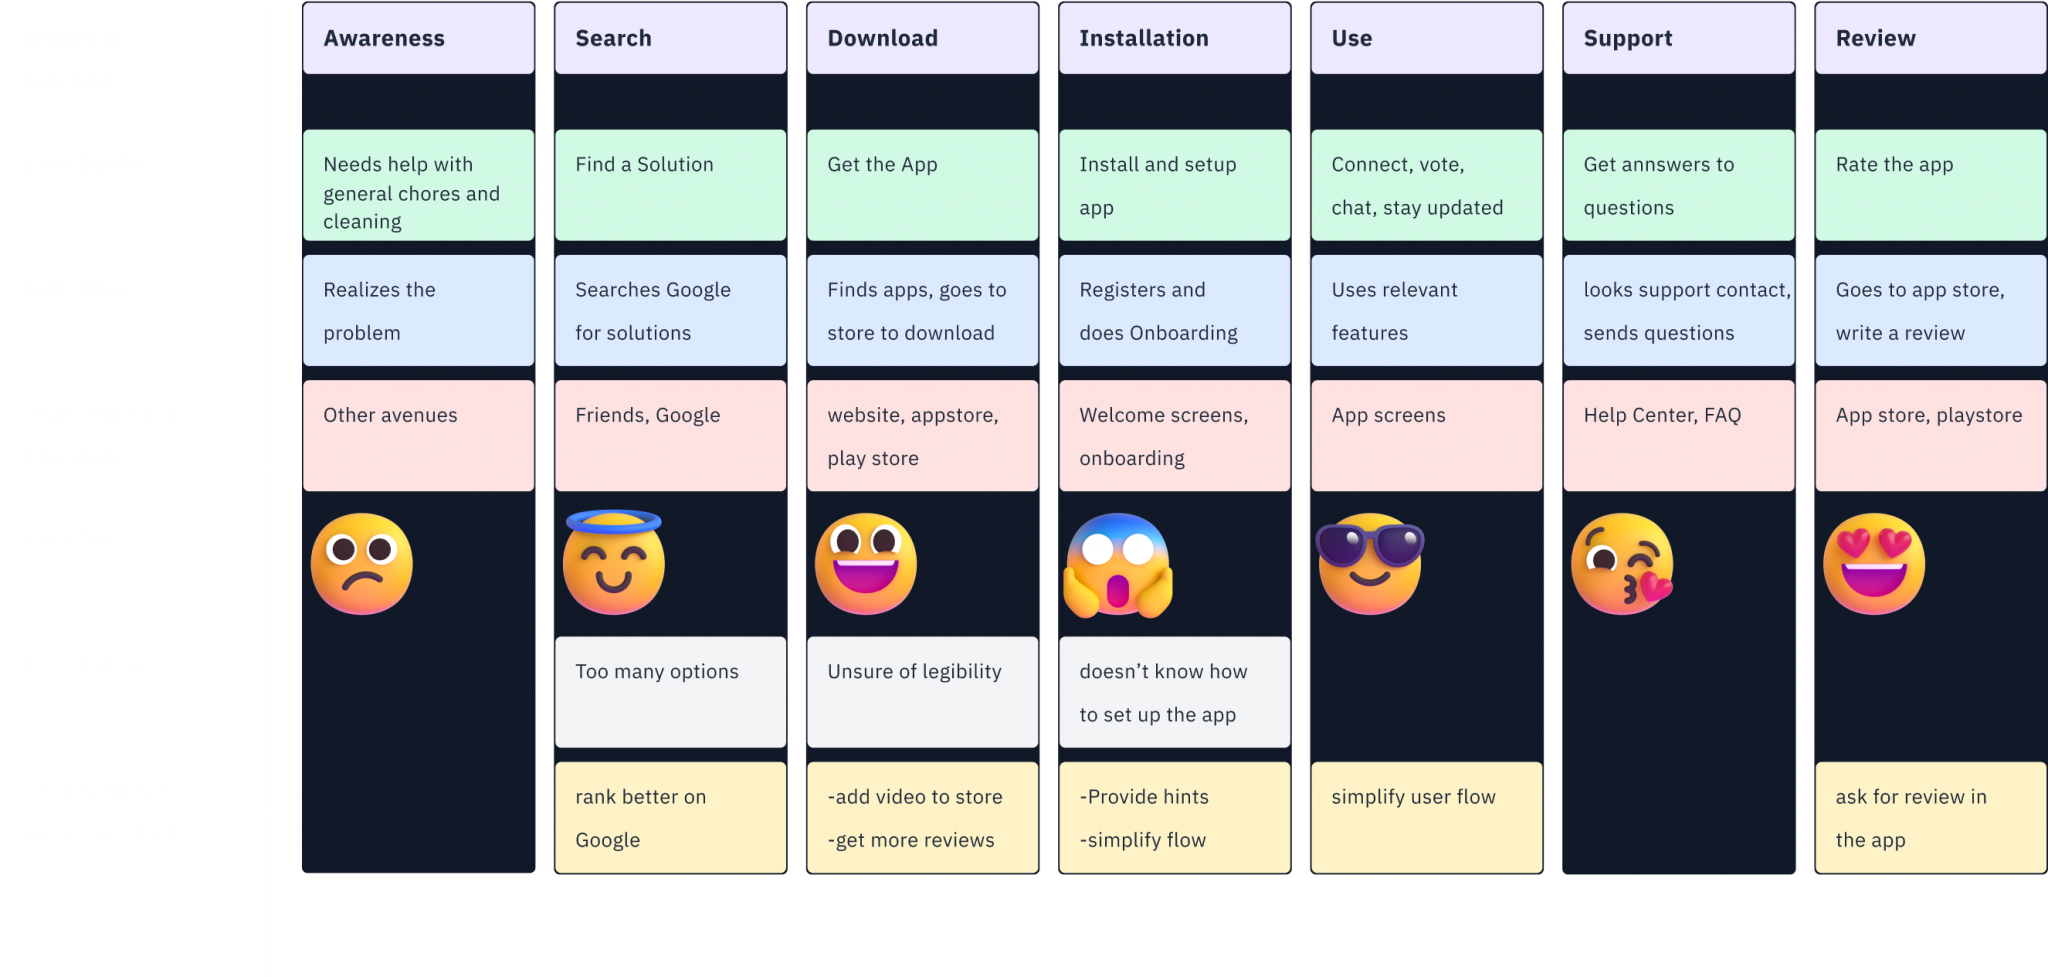 Awareness
Search
Download
Installation
Use
Support
Review
Needs help with
general chores and
cleaning
Find a Solution
Get the App
Install and setup
app
Connect, vote,
chat, stay updated
Get annswers to
questions
Rate the app
Realizes the
problem
Searches Google
for solutions
Finds apps, goes to
store to download
Registers and
does Onboarding
Uses relevant
features
looks support contact,
sends questions
Goes to app store,
write a review
Other avenues
Friends, Google
website, appstore,
play store
Welcome screens,
onboarding
App screens
Help Center, FAQ
App store, playstore
Too many options
Unsure of legibility
doesn’t know how
to set up the app
rank better on
Google
-add video to store
-get more reviews
-Provide hints
-simplify flow
simplify user flow
ask for review in
the app